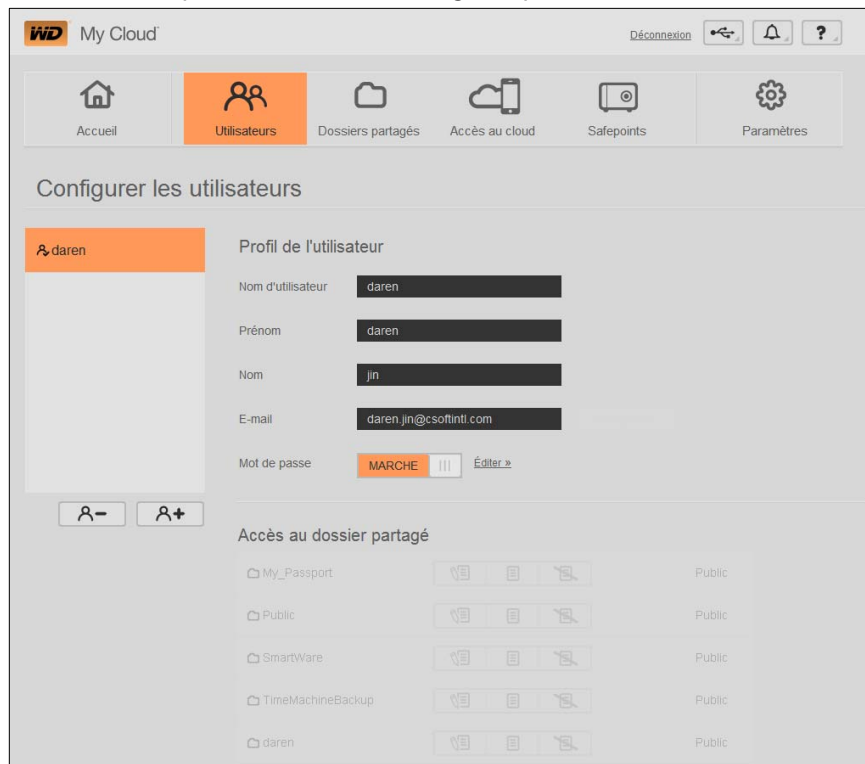 WD My Cloud
Déconnexion
?
Accueil
Utilisateurs
Dossiers partagés
Accès au cloud
Safepoints
Paramètres
Configurer les utilisateurs
daren
Profil de l'utilisateur
Nom d'utilisateur daren
Prénom daren
Nom jin
E-mail daren.jin@csoftintl.com
Mot de passe MARCHE Éditer »
Accès au dossier partagé
My_Passport Public
Public Public
SmartWare Public
TimeMachineBackup Public
daren Public